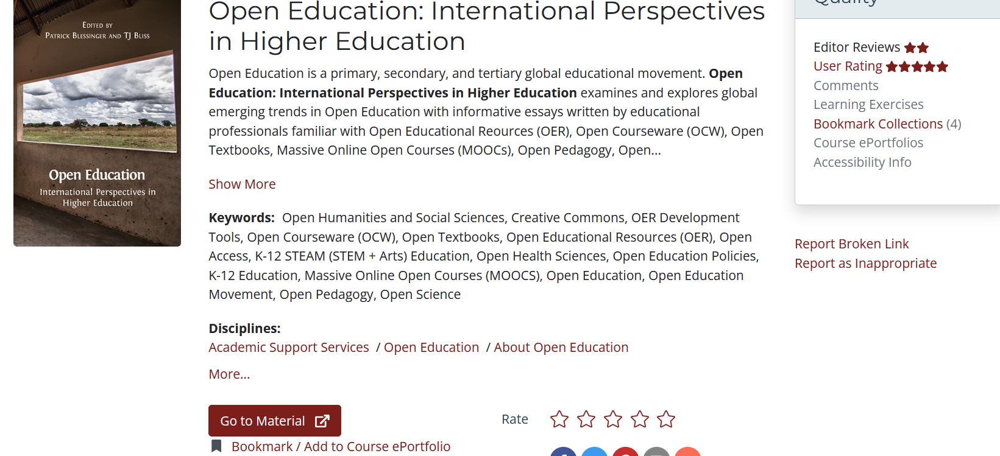 EDITED BY
PATRICK BLESSINGER AND TJ BLISS
Open Education
International Perspectives in
Higher Education
Open Education: International Perspectives
in Higher Education
Open Education is a primary, secondary, and tertiary global educational movement. Open
Education: International Perspectives in Higher Education examines and explores global
emerging trends in Open Education with informative essays written by educational
professionals familiar with Open Educational Reources (OER), Open Courseware (OCW), Open
Textbooks, Massive Online Open Courses (MOOCs), Open Pedagogy, Open...
Show More
Keywords: Open Humanities and Social Sciences, Creative Commons, OER Development
Tools, Open Courseware (OCW), Open Textbooks, Open Educational Resources (OER), Open
Access, K-12 STEAM (STEM + Arts) Education, Open Health Sciences, Open Education Policies,
K-12 Education, Massive Online Open Courses (MOOCS), Open Education, Open Education
Movement, Open Pedagogy, Open Science
Disciplines:
Academic Support Services / Open Education / About Open Education
More...
Go to Material
Rate
Bookmark / Add to Course ePortfolio
Quality
Editor Reviews
User Rating
Comments
Learning Exercises
Bookmark Collections (4)
Course ePortfolios
Accessibility Info
Report Broken Link
Report as Inappropriate